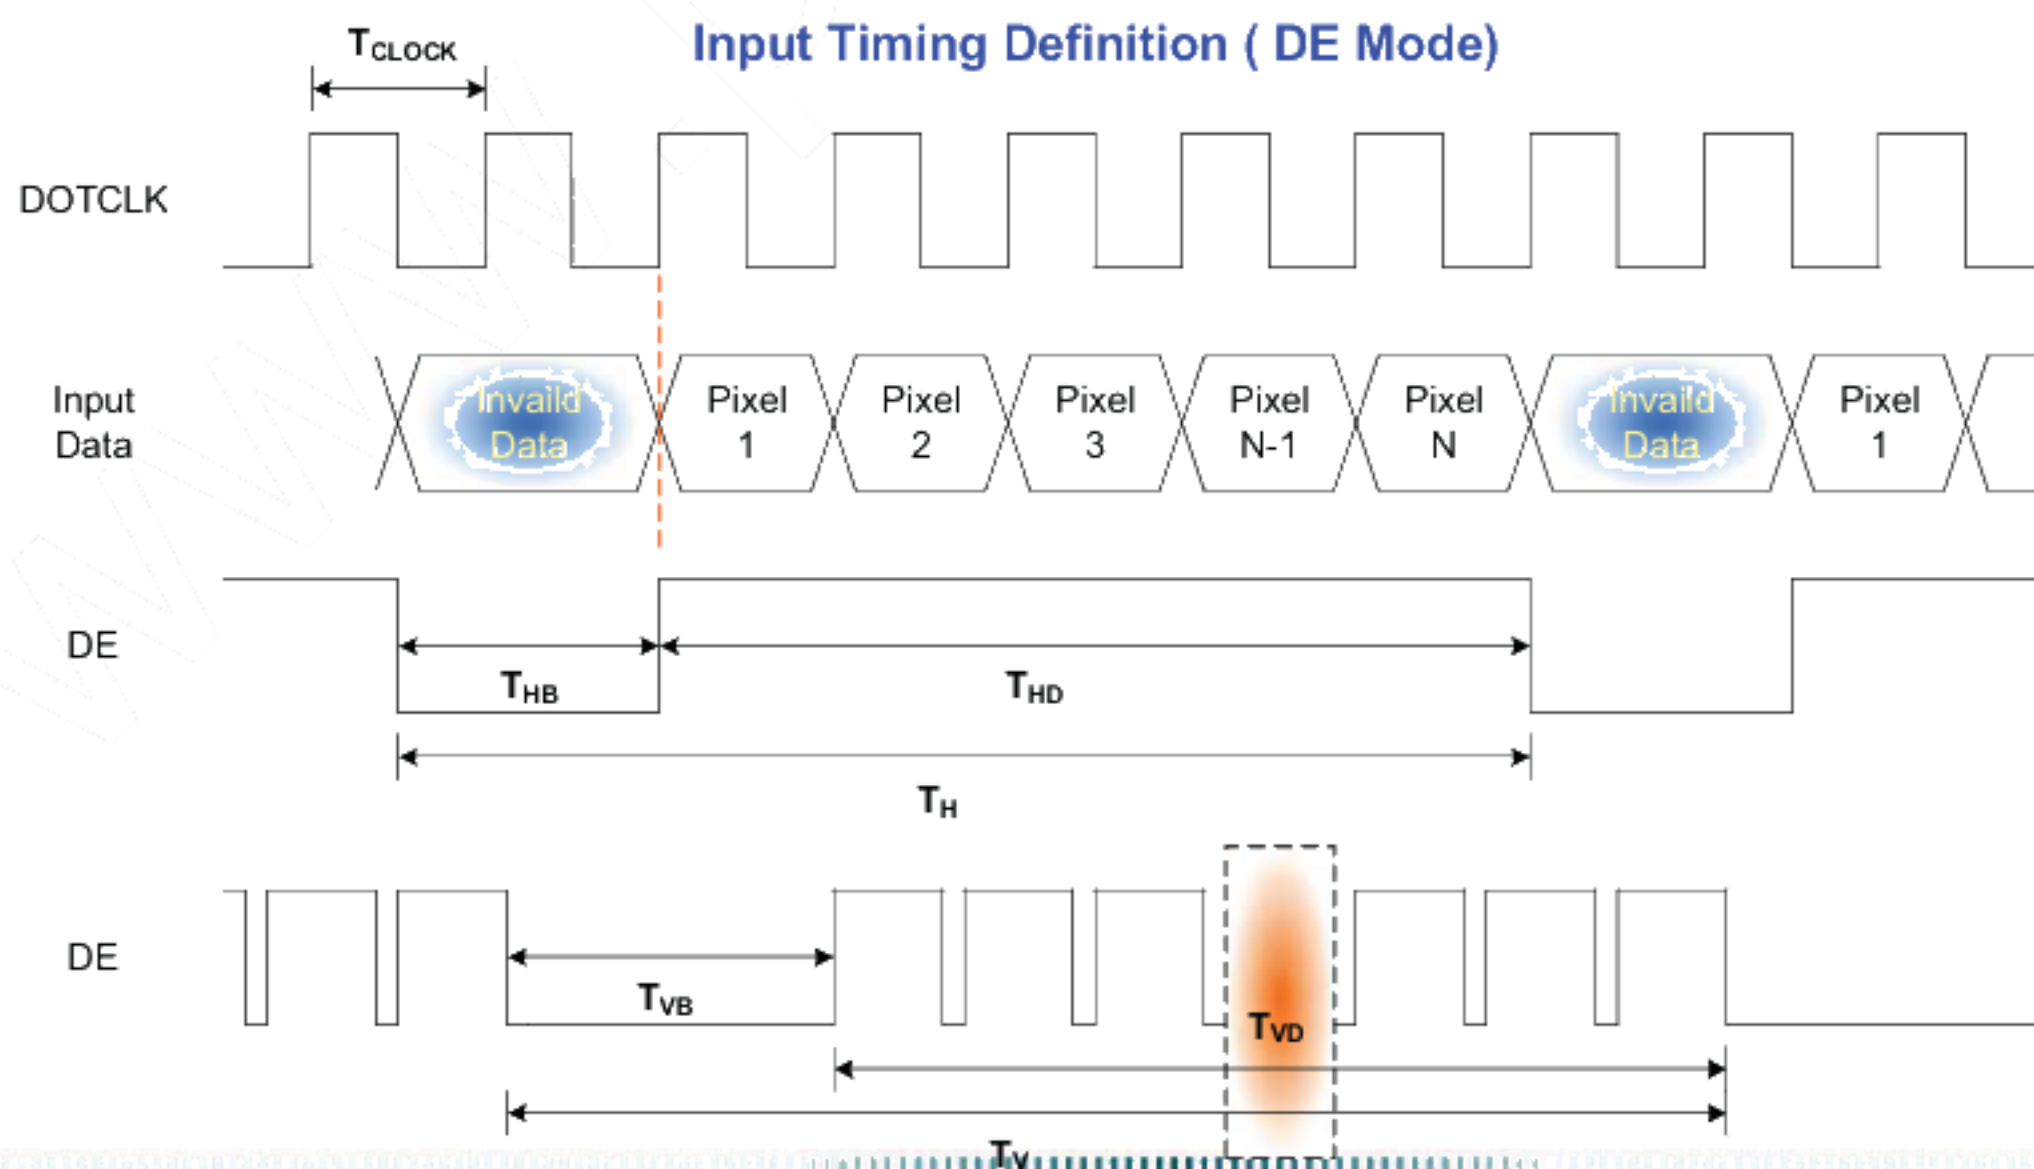 Input Timing Definition ( DE Mode)
TCLOCK
DOTCLK
Input
Data
Invaild
Data
Pixel
1
Pixel
2
Pixel
3
Pixel
N-1
Pixel
N
Invaild
Data
Pixel
1
DE
THB
THD
TH
DE
TVB
TVD
TV